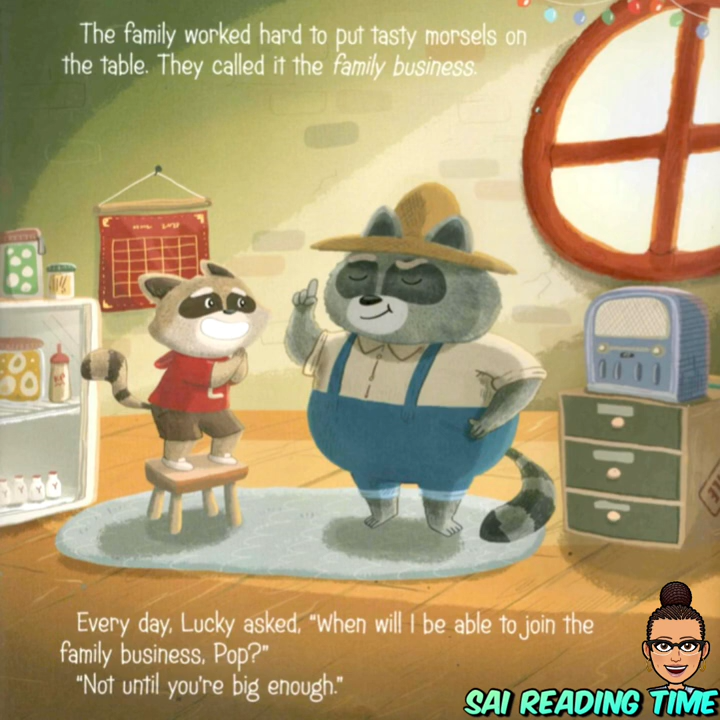 The family worked hard to put tasty morsels on
the table. They called it the family business.
L
Every day, Lucky asked, “When will I be able to join the
family business, Pop?”
“Not until you're big enough.”
SAI READING TIME